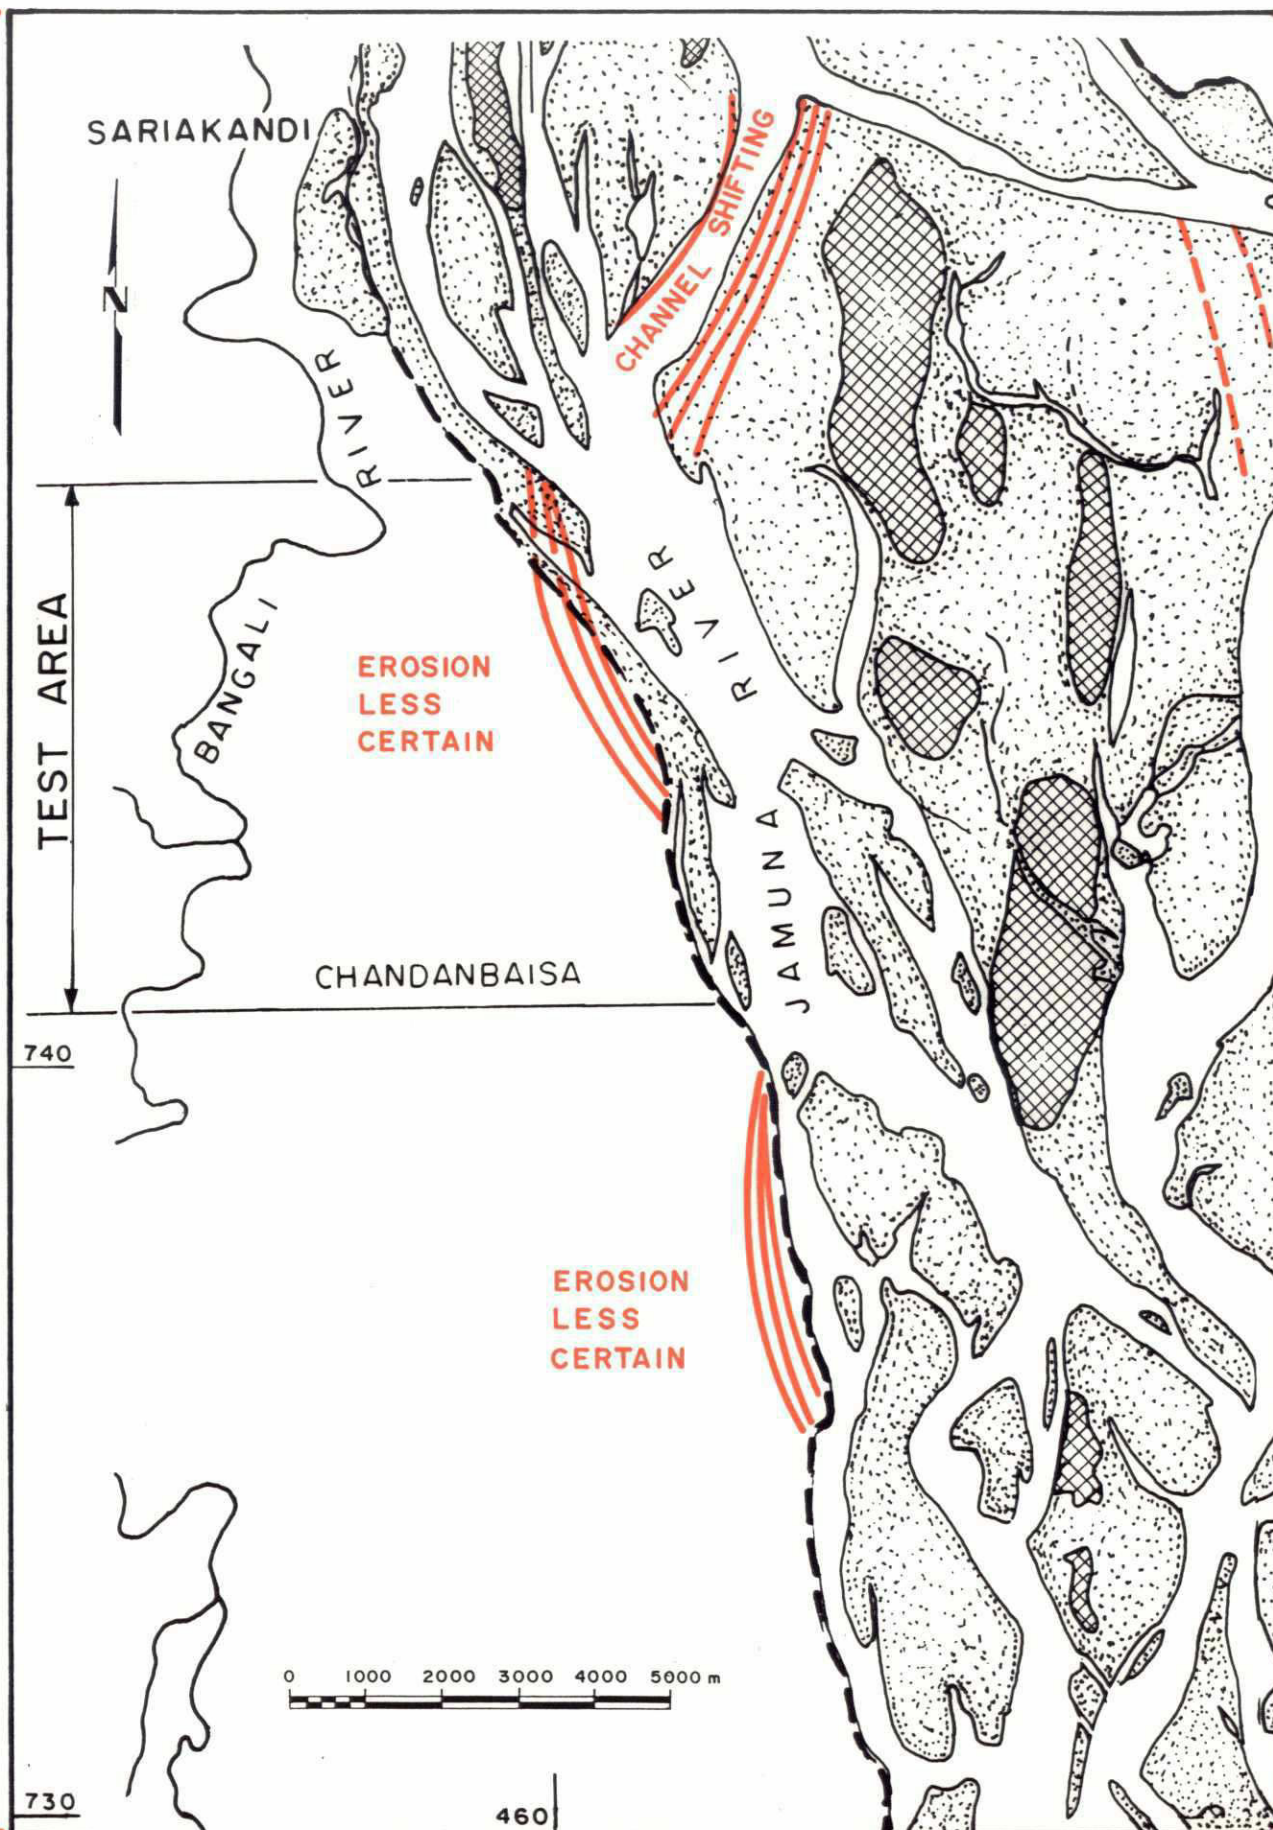 SARIAKANDI
SHIFTING
CHANNEL
N
RIVER
BANGALI
RIVER
JAMUNA
TEST AREA
EROSION
LESS
CERTAIN
CHANDANBAISA
740
EROSION
LESS
CERTAIN
0 1000 2000 3000 4000 5000 m
730
460